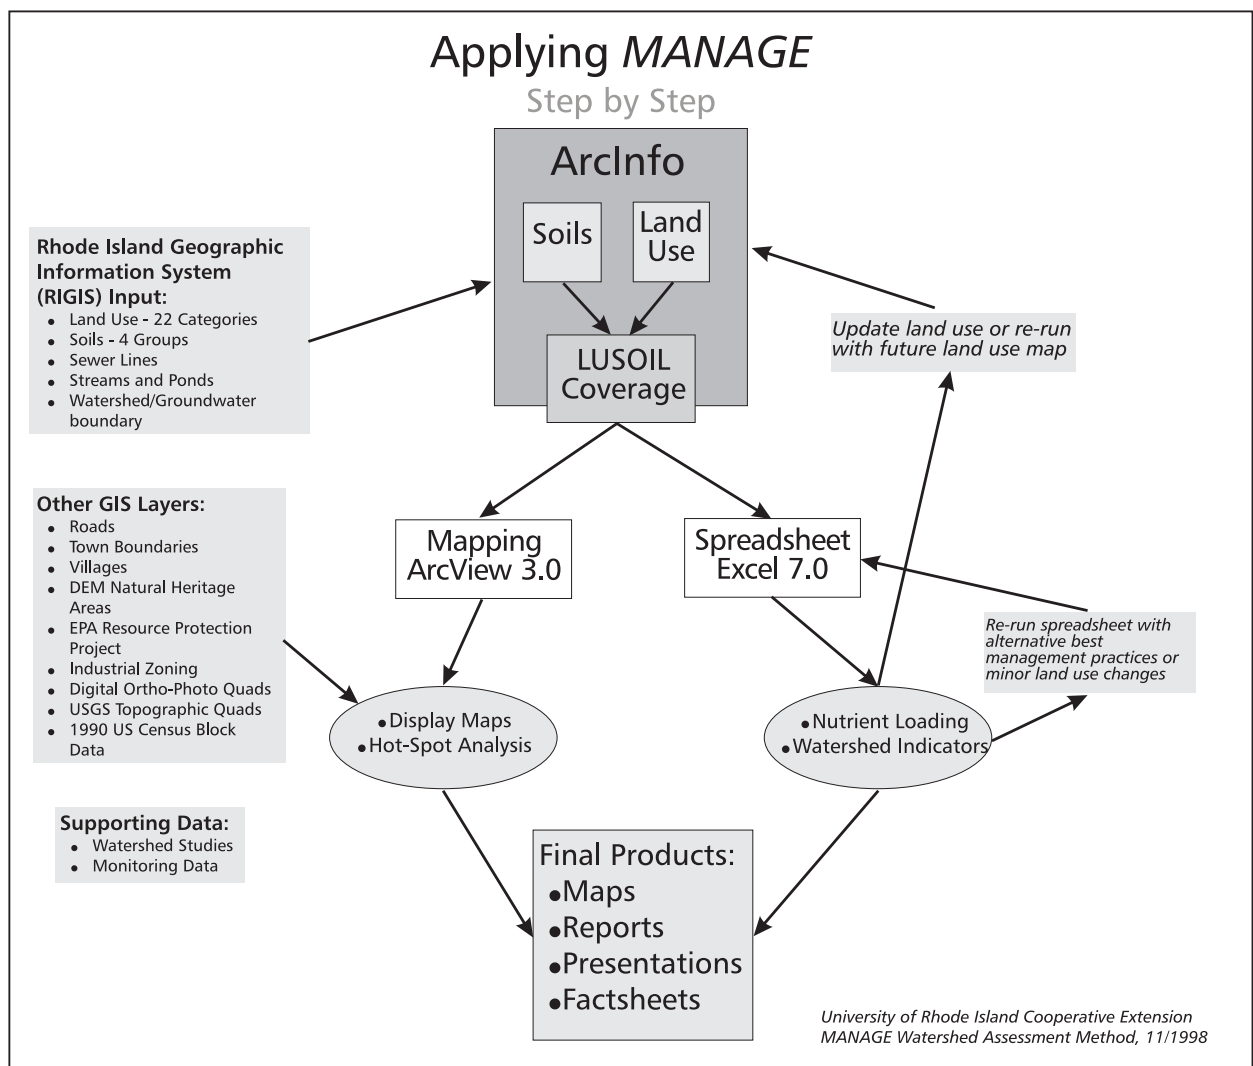 Applying MANAGE
Step by Step
ArcInfo
Soils
Land
Use
LUSOIL
Coverage
Rhode Island Geographic
Information System
(RIGIS) Input:
• Land Use - 22 Categories
• Soils - 4 Groups
• Sewer Lines
• Streams and Ponds
• Watershed/Groundwater
boundary
Update land use or re-run
with future land use map
Other GIS Layers:
• Roads
• Town Boundaries
• Villages
• DEM Natural Heritage
Areas
• EPA Resource Protection
Project
• Industrial Zoning
• Digital Ortho-Photo Quads
• USGS Topographic Quads
• 1990 US Census Block
Data
Mapping
ArcView 3.0
Spreadsheet
Excel 7.0
Re-run spreadsheet with
alternative best
management practices or
minor land use changes
• Display Maps
• Hot-Spot Analysis
• Nutrient Loading
• Watershed Indicators
Supporting Data:
• Watershed Studies
• Monitoring Data
Final Products:
• Maps
• Reports
• Presentations
• Factsheets
University of Rhode Island Cooperative Extension
MANAGE Watershed Assessment Method, 11/1998